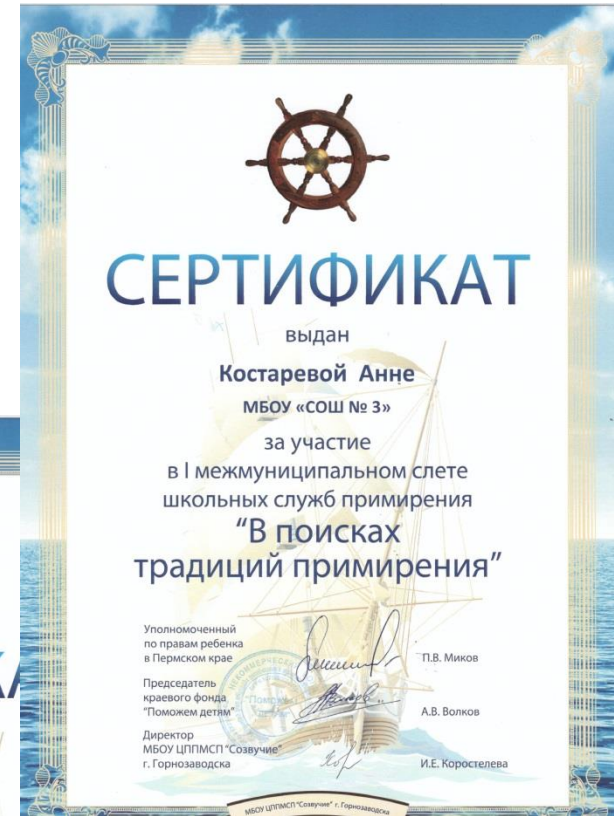 СЕРТИФИКАТ
выдан
Костаревой Анне
МБОУ «СОШ № 3»
за участие
в I межмуниципальном слете
школьных служб примирения
“В поисках
традиций примирения”
Уполномоченный
по правам ребенка
в Пермском крае
П.В. Миков
Председатель
краевого фонда
“Поможем детям”
А.В. Волков
Директор
МБОУ ЦППМСП “Созвучие”
г. Горнозаводска
И.Е. Коростелева
МБОУ ЦППМСП “Созвучие” г. Горнозаводска